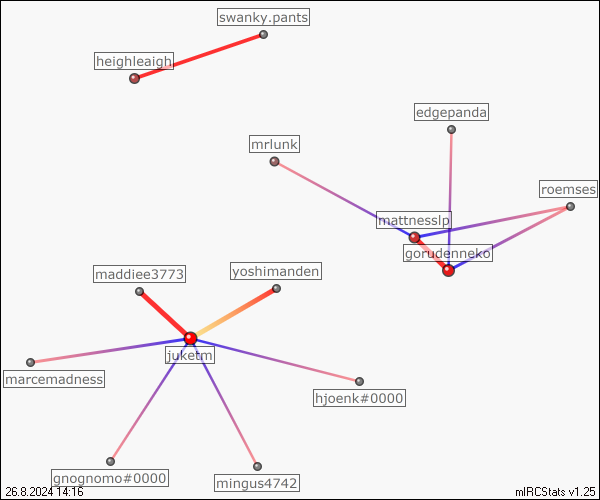 swanky.pants
heighleaigh
edgepanda
mrlunk
roemses
mattnesslp
gorudenneko
yoshimanden
maddiee3773
juketm
marcemadness
hjoenk#0000
gnognomo#0000
mingus4742
26.8.2024 14:16
mIRCStats v1.25